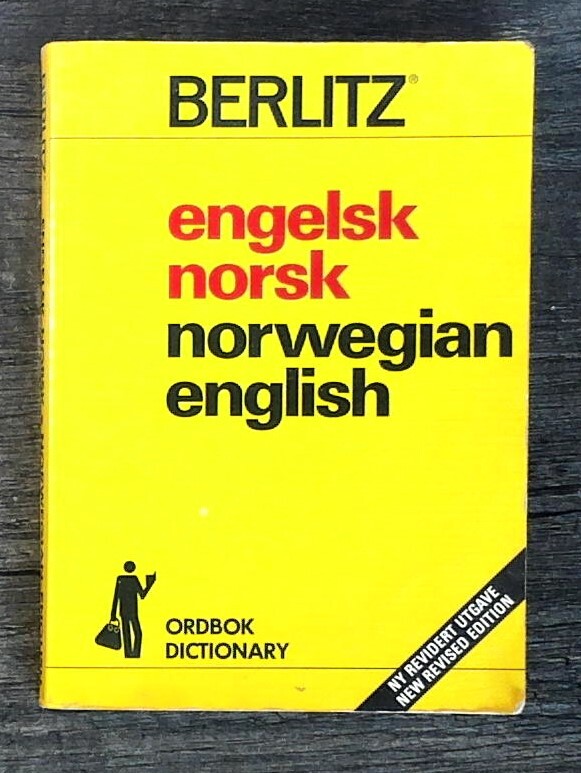 BERLITZ®
engelsk
norsk
norwegian
english
ORDBOK
DICTIONARY
NY REVIDERT UTGAVE
NEW REVISED EDITION